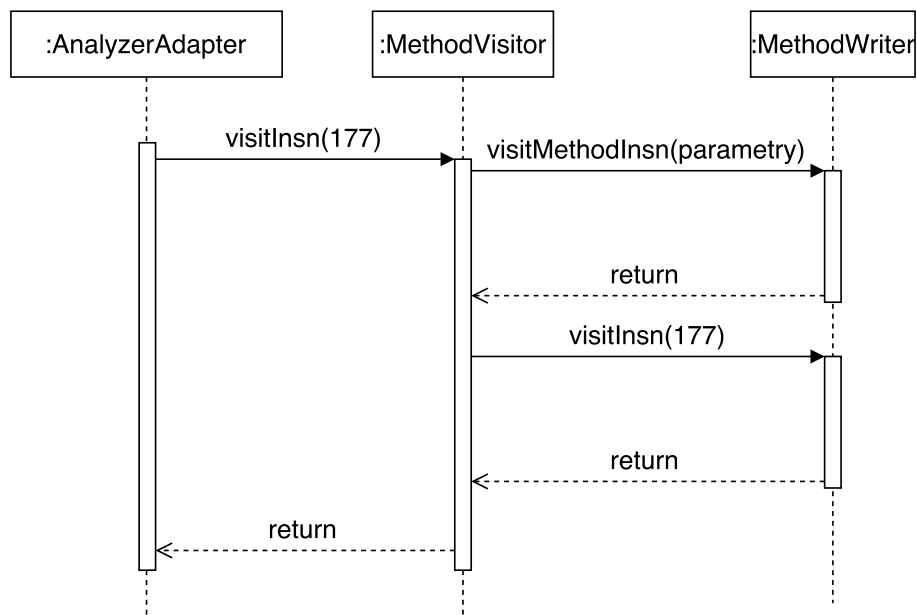 :AnalyzerAdapter
:MethodVisitor
:MethodWriter
visitInsn(177)
visitMethodInsn(parametry)
return
visitInsn(177)
return
return